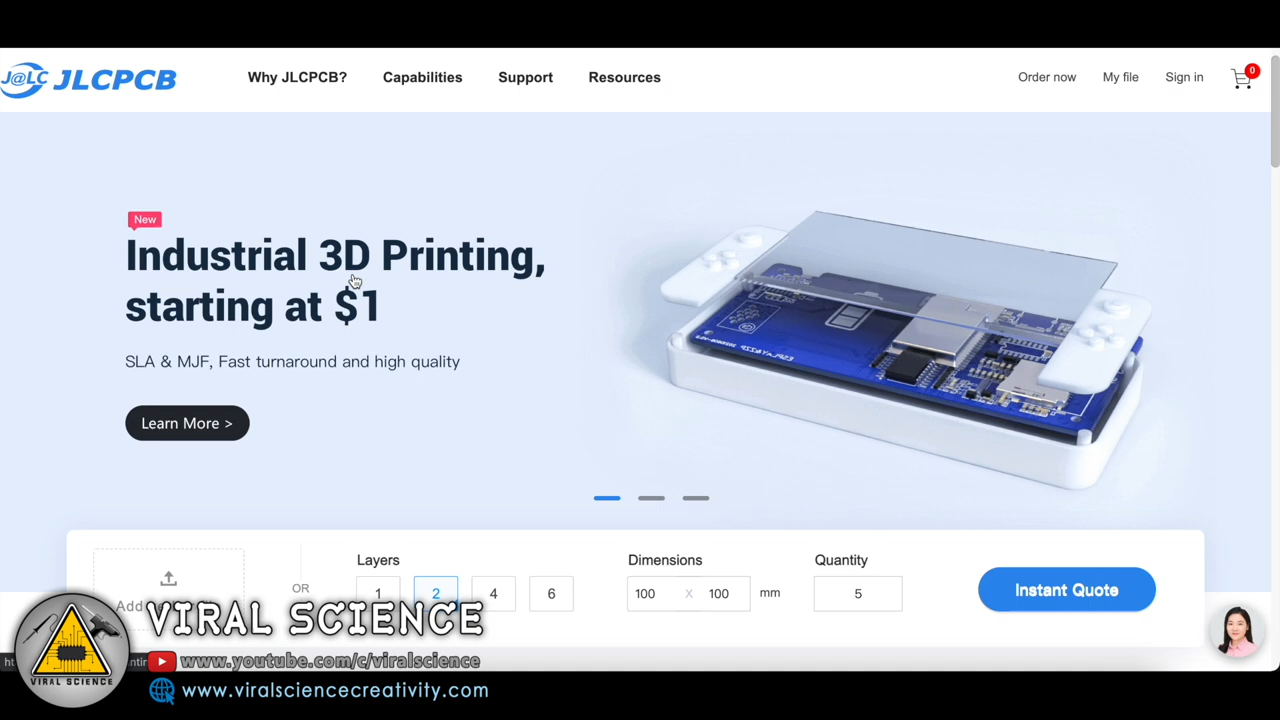 J@LC JLCPCB
Why JLCPCB? Capabilities Support Resources
Order now My file Sign in 0
New
Industrial 3D Printing,
starting at $1
SLA & MJF, Fast turnaround and high quality
Learn More >
Layers
Dimensions
Quantity
OR
1 2 4 6
100 X 100 mm
5
Instant Quote
Add
VIRAL SCIENCE
www.youtube.com/c/viralscience
www.viralsciencecreativity.com
VIRAL SCIENCE